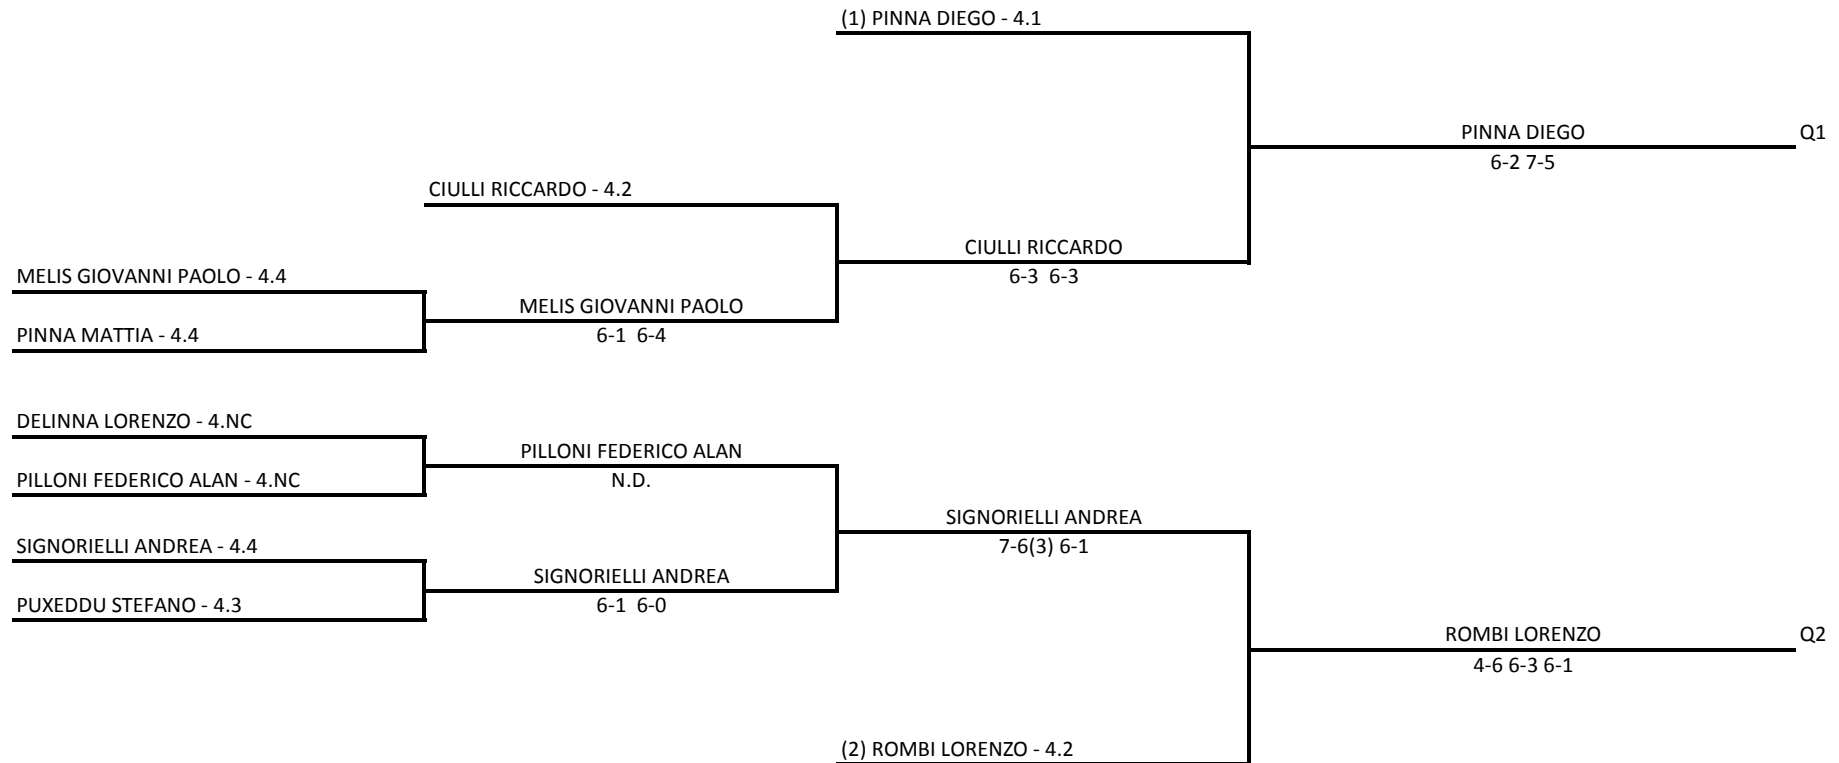 (1) PINNA DIEGO - 4.1
PINNA DIEGO
Q1
6-2 7-5
CIULLI RICCARDO - 4.2
CIULLI RICCARDO
6-3 6-3
MELIS GIOVANNI PAOLO - 4.4
MELIS GIOVANNI PAOLO
6-1 6-4
PINNA MATTIA - 4.4
DELINNA LORENZO - 4.NC
PILLONI FEDERICO ALAN
N.D.
PILLONI FEDERICO ALAN - 4.NC
SIGNORIELLI ANDREA
7-6(3) 6-1
SIGNORIELLI ANDREA - 4.4
SIGNORIELLI ANDREA
6-1 6-0
PUXEDDU STEFANO - 4.3
ROMBI LORENZO
Q2
4-6 6-3 6-1
(2) ROMBI LORENZO - 4.2